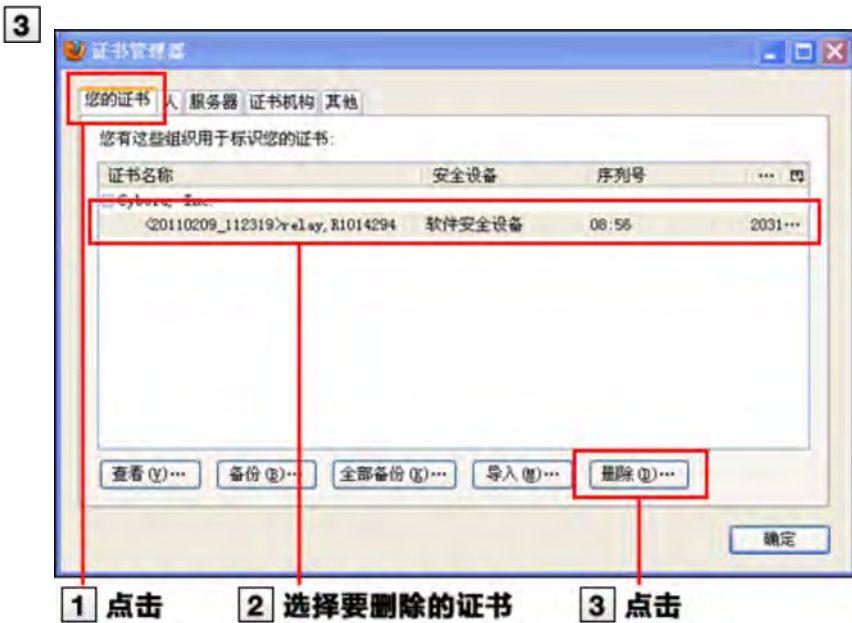 3
证书管理器
您的证书 人 服务器 证书机构 其他
您有这些组织用于标识您的证书:
证书名称 安全设备 序列号 ...
Cyborg, Inc.
<20110209_112319>relay,R1014294 软件安全设备 08:56 2031...
查看(V)... 备份(B)... 全部备份(K)... 导入(M)... 删除(D)...
确定
1 点击 2 选择要删除的证书 3 点击